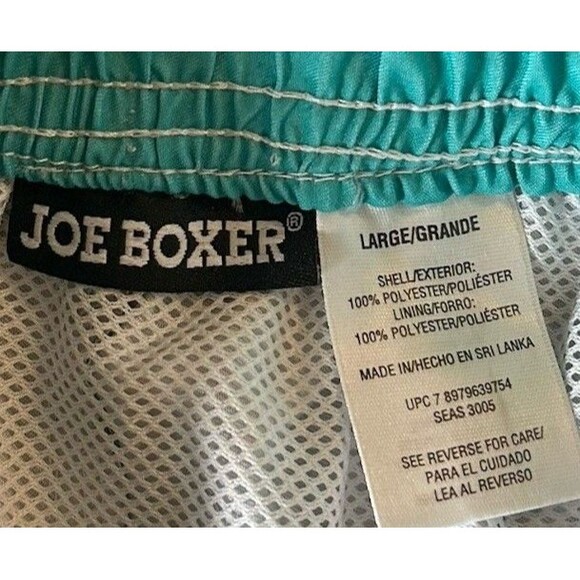 JOE BOXER®
LARGE/GRANDE
SHELL/EXTERIOR:
100% POLYESTER/POLIÉSTER
LINING/FORRO:
100% POLYESTER/POLIÉSTER
MADE IN/HECHO EN SRI LANKA
UPC 7 8979639754
SEAS 3005
SEE REVERSE FOR CARE/
PARA EL CUIDADO
LEA AL REVERSO